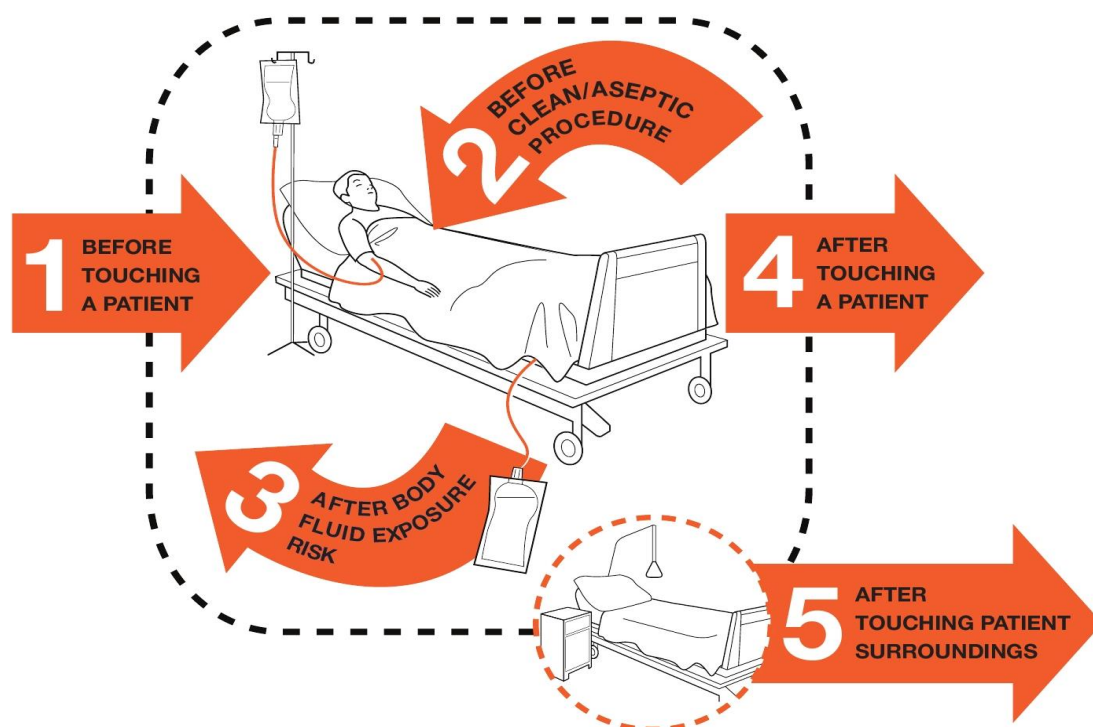 1
BEFORE
TOUCHING
A PATIENT
2
BEFORE
CLEAN/ASEPTIC
PROCEDURE
3
AFTER BODY
FLUID EXPOSURE
RISK
4
AFTER
TOUCHING
A PATIENT
5
AFTER
TOUCHING PATIENT
SURROUNDINGS